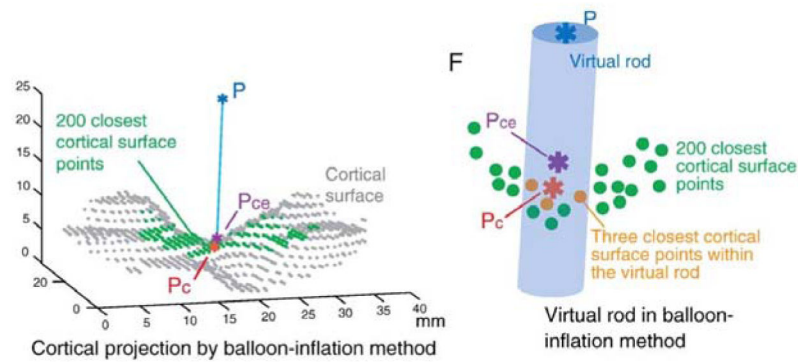 25
20
15
10
5
0
20
0
P
200 closest
cortical surface
points
Cortical
surface
Pce
Pc
0 5 10 15 20 25 30 35 40
mm
Cortical projection by balloon-inflation method
F
P
Virtual rod
Pce
200 closest
cortical surface
points
Pc
Three closest cortical
surface points within
the virtual rod
Virtual rod in balloon-
inflation method